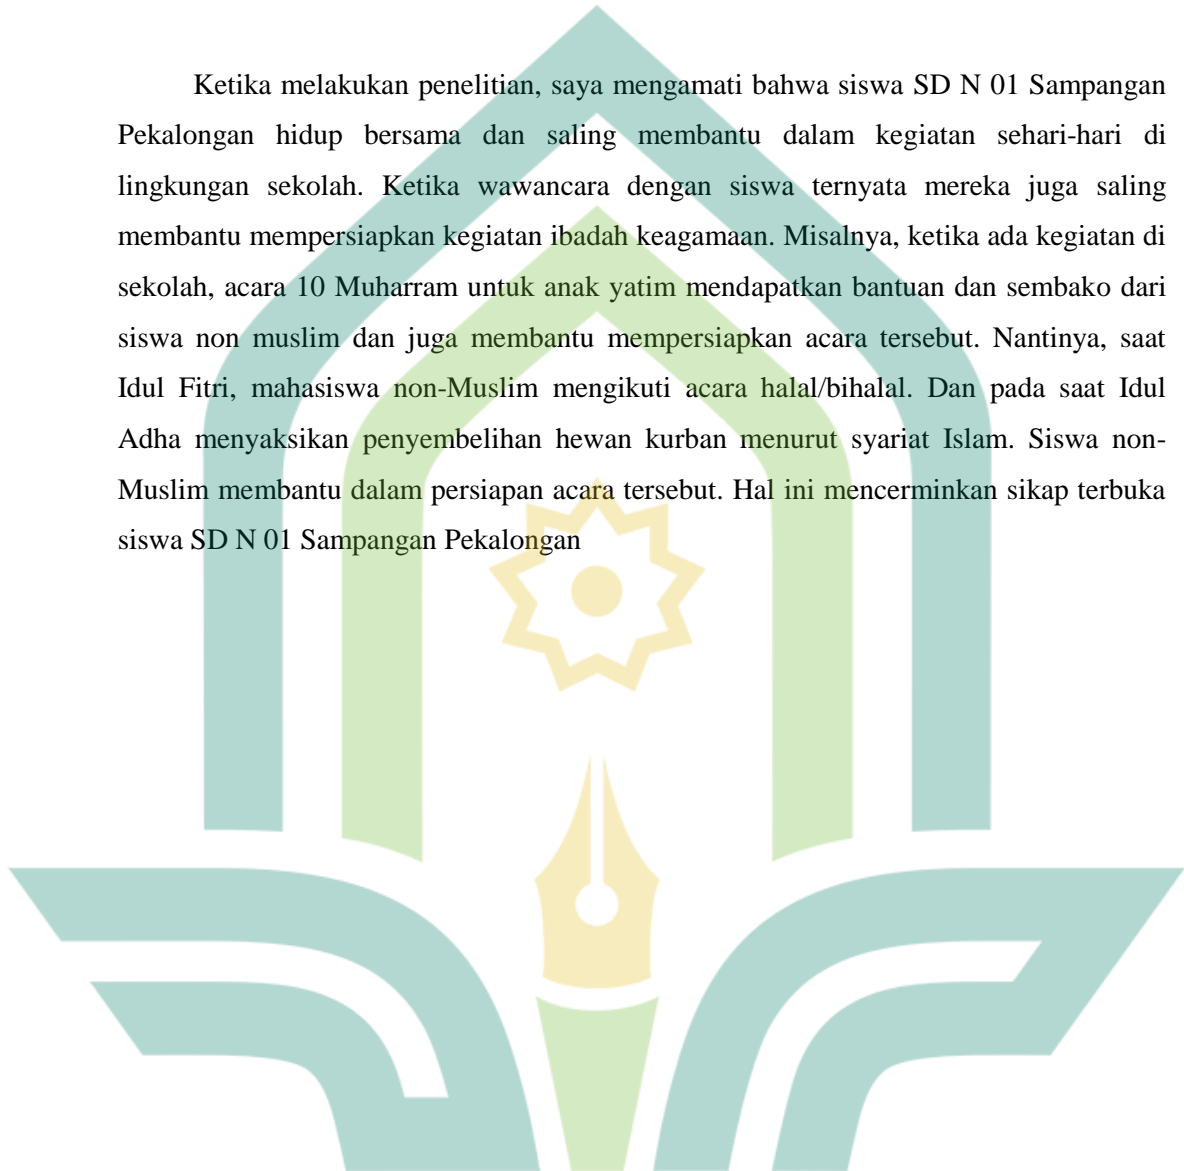 Ketika melakukan penelitian, saya mengamati bahwa siswa SD N 01 Sampangan
Pekalongan hidup bersama dan saling membantu dalam kegiatan sehari-hari di
lingkungan sekolah. Ketika wawancara dengan siswa ternyata mereka juga saling
membantu mempersiapkan kegiatan ibadah keagamaan. Misalnya, ketika ada kegiatan di
sekolah, acara 10 Muharram untuk anak yatim mendapatkan bantuan dan sembako dari
siswa non muslim dan juga membantu mempersiapkan acara tersebut. Nantinya, saat
Idul Fitri, mahasiswa non-Muslim mengikuti acara halal/bihalal. Dan pada saat Idul
Adha menyaksikan penyembelihan hewan kurban menurut syariat Islam. Siswa non-
Muslim membantu dalam persiapan acara tersebut. Hal ini mencerminkan sikap terbuka
siswa SD N 01 Sampangan Pekalongan